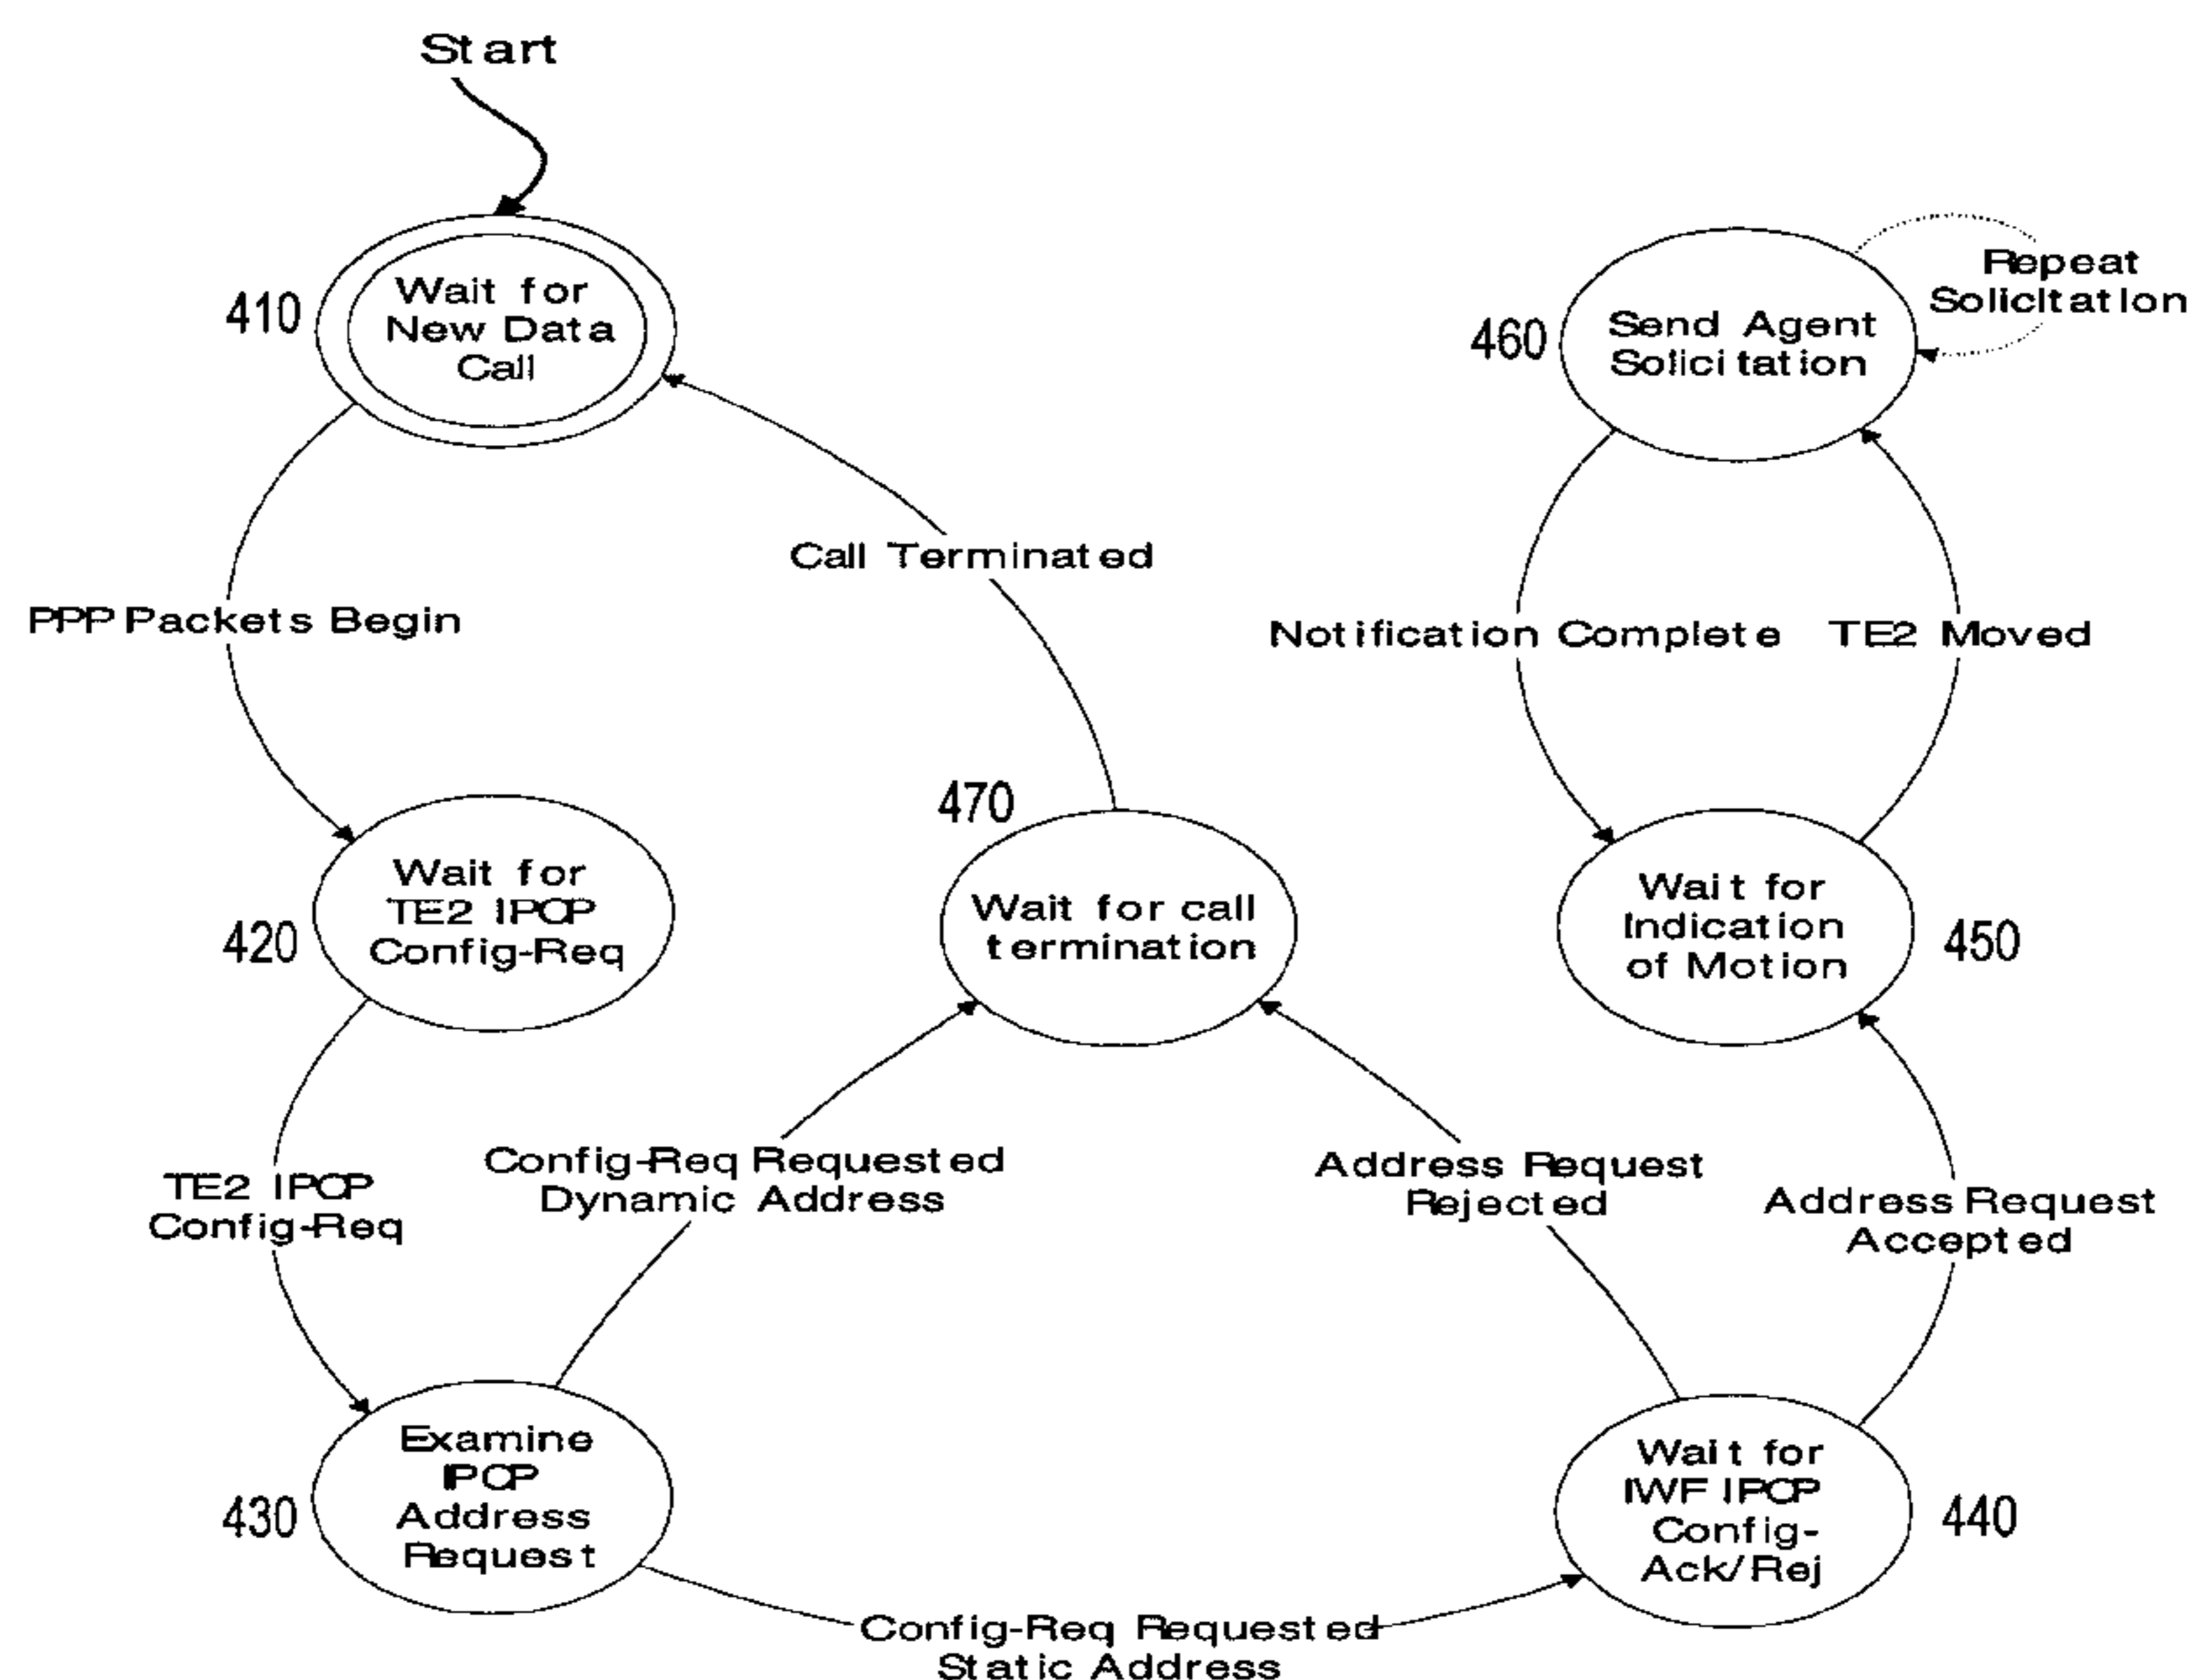 Start
410
Wait for
New Data
Call
460
Send Agent
Solicitation
Repeat
Solicitation
Call Terminated
PPP Packets Begin
Notification Complete
TE2 Moved
420
Wait for
TE2 IPCP
Config-Req
470
Wait for call
termination
Wait for
Indication
of Motion
450
TE2 IPCP
Config-Req
Config-Req Requested
Dynamic Address
Address Request
Rejected
Address Request
Accepted
430
Examine
IPCP
Address
Request
Wait for
IWF IPCP
Config-
Ack/Rej
440
Config-Req Requested
Static Address